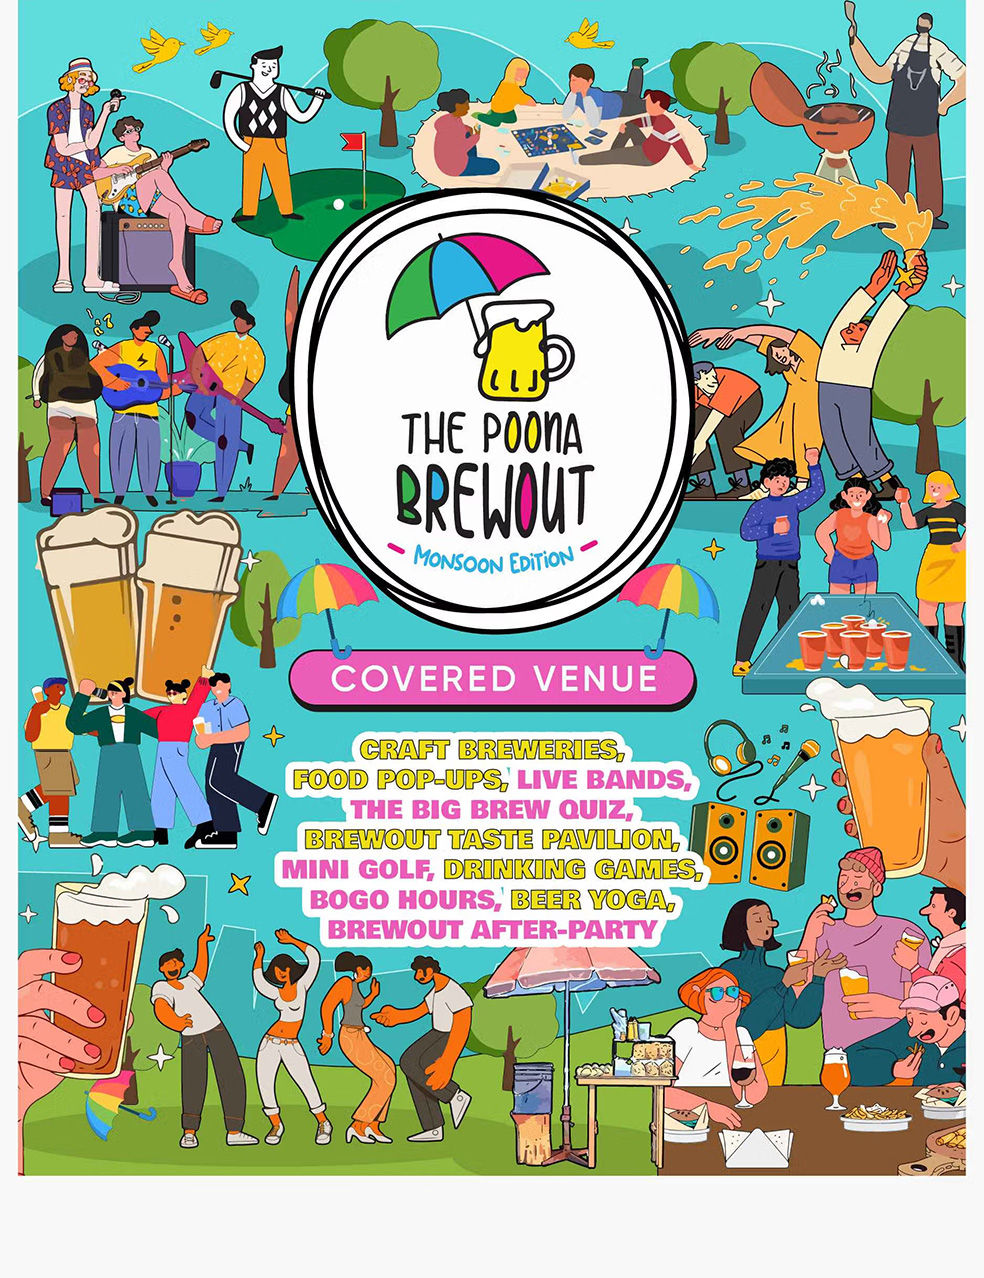 THE POONA
BREWOUT
MONSOON EDITION
COVERED VENUE
CRAFT BREWERIES,
FOOD POP-UPS, LIVE BANDS,
THE BIG BREW QUIZ,
BREWOUT TASTE PAVILION,
MINI GOLF, DRINKING GAMES,
BOGO HOURS, BEER YOGA,
BREWOUT AFTER-PARTY